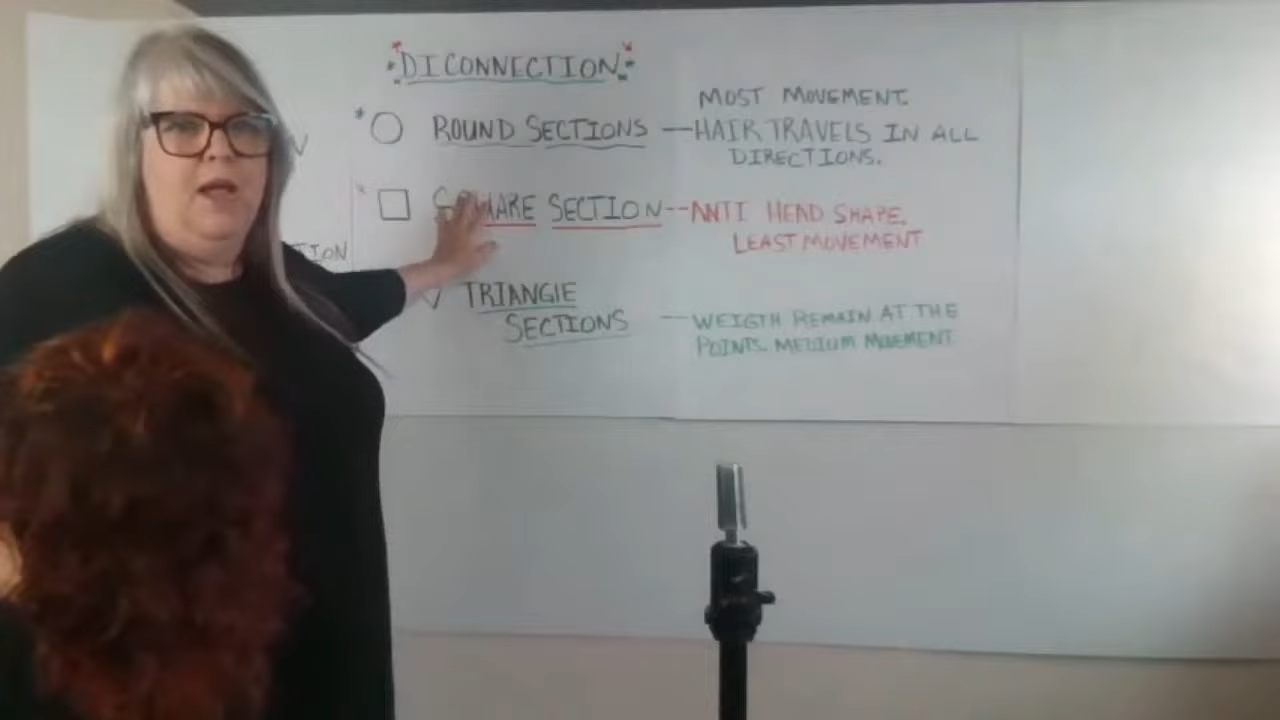 DICONNECTION
ROUND SECTIONS — MOST MOVEMENT.
HAIR TRAVELS IN ALL
DIRECTIONS.
SQUARE SECTION -- ANTI HEAD SHAPE.
LEAST MOVEMENT
TRIANGlE
SECTIONS — WEIGTH REMAIN AT THE
POINTS. MEDIUM MOVEMENT
TION